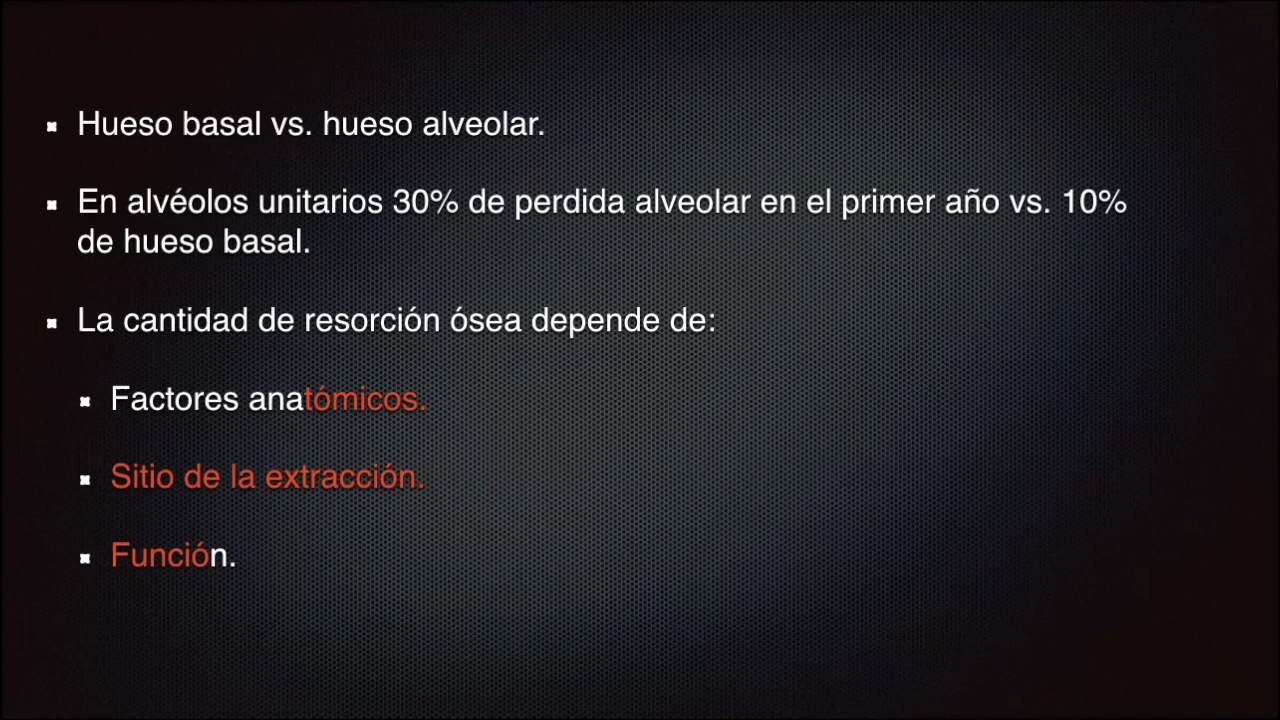 Hueso basal vs. hueso alveolar.
En alvéolos unitarios 30% de perdida alveolar en el primer año vs. 10%
de hueso basal.
La cantidad de resorción ósea depende de:
Factores anatómicos.
Sitio de la extracción.
Función.